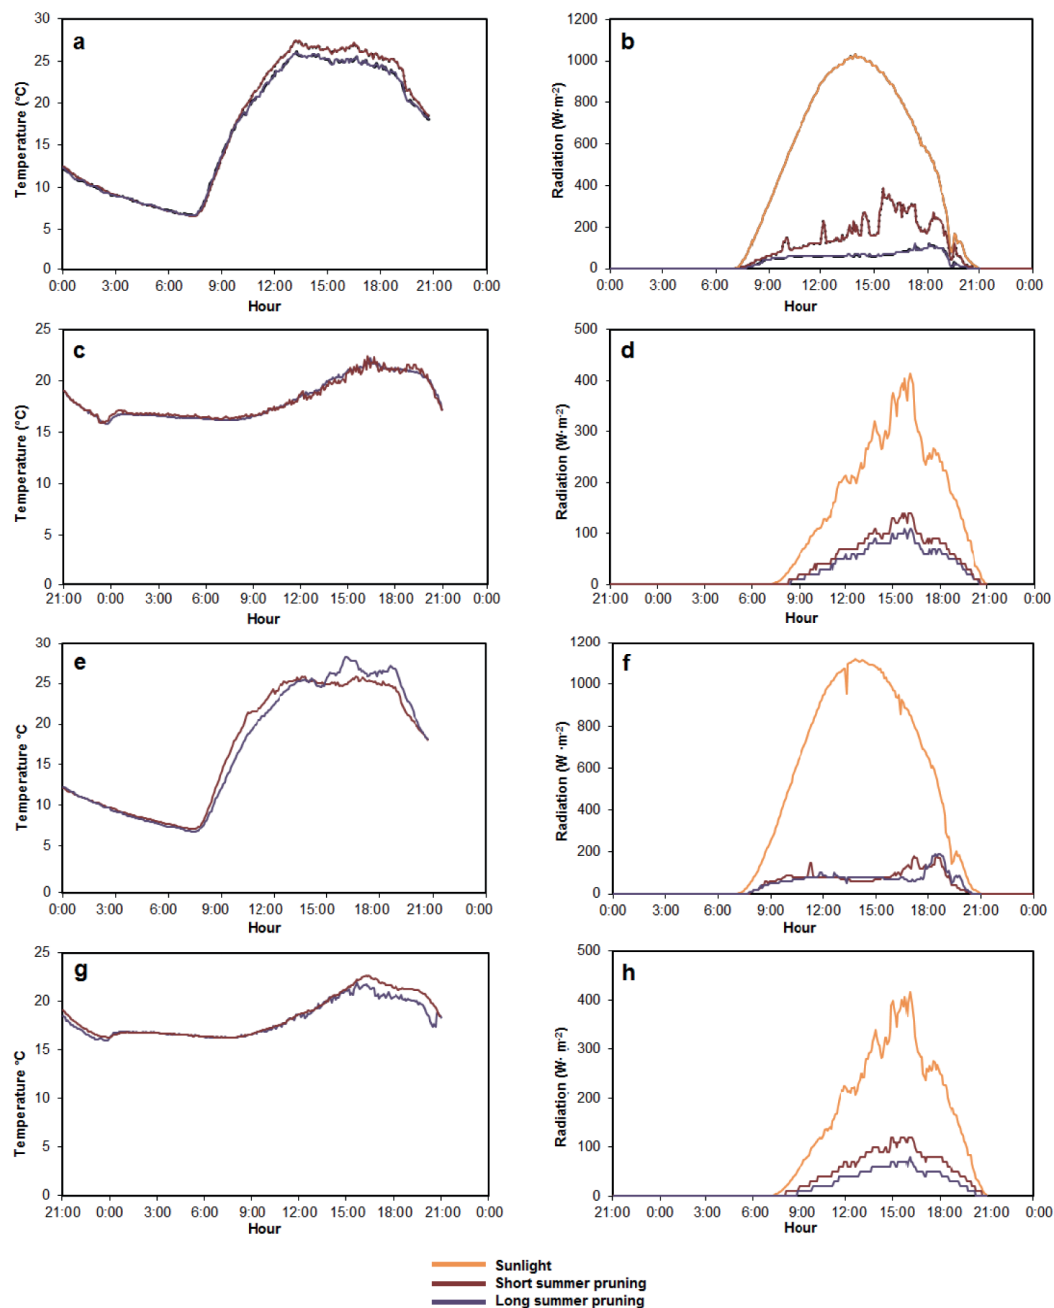 a
Temperature (°C)
30
25
20
15
10
5
0
0:00 3:00 6:00 9:00 12:00 15:00 18:00 21:00 0:00
Hour
b
Radiation (W·m-2)
1200
1000
800
600
400
200
0
0:00 3:00 6:00 9:00 12:00 15:00 18:00 21:00 0:00
Hour
c
Temperature (°C)
25
20
15
10
5
0
21:00 0:00 3:00 6:00 9:00 12:00 15:00 18:00 21:00 0:00
Hour
d
Radiation (W·m-2)
500
400
300
200
100
0
21:00 0:00 3:00 6:00 9:00 12:00 15:00 18:00 21:00 0:00
Hour
e
Temperature °C
30
25
20
15
10
5
0
0:00 3:00 6:00 9:00 12:00 15:00 18:00 21:00 0:00
Hour
f
Radiation (W ·m-2)
1200
1000
800
600
400
200
0
0:00 3:00 6:00 9:00 12:00 15:00 18:00 21:00 0:00
Hour
g
Temperature °C
25
20
15
10
5
0
21:00 0:00 3:00 6:00 9:00 12:00 15:00 18:00 21:00 0:00
Hour
h
Radiation (W· m-2)
500
400
300
200
100
0
21:00 0:00 3:00 6:00 9:00 12:00 15:00 18:00 21:00 0:00
Hour
Sunlight
Short summer pruning
Long summer pruning